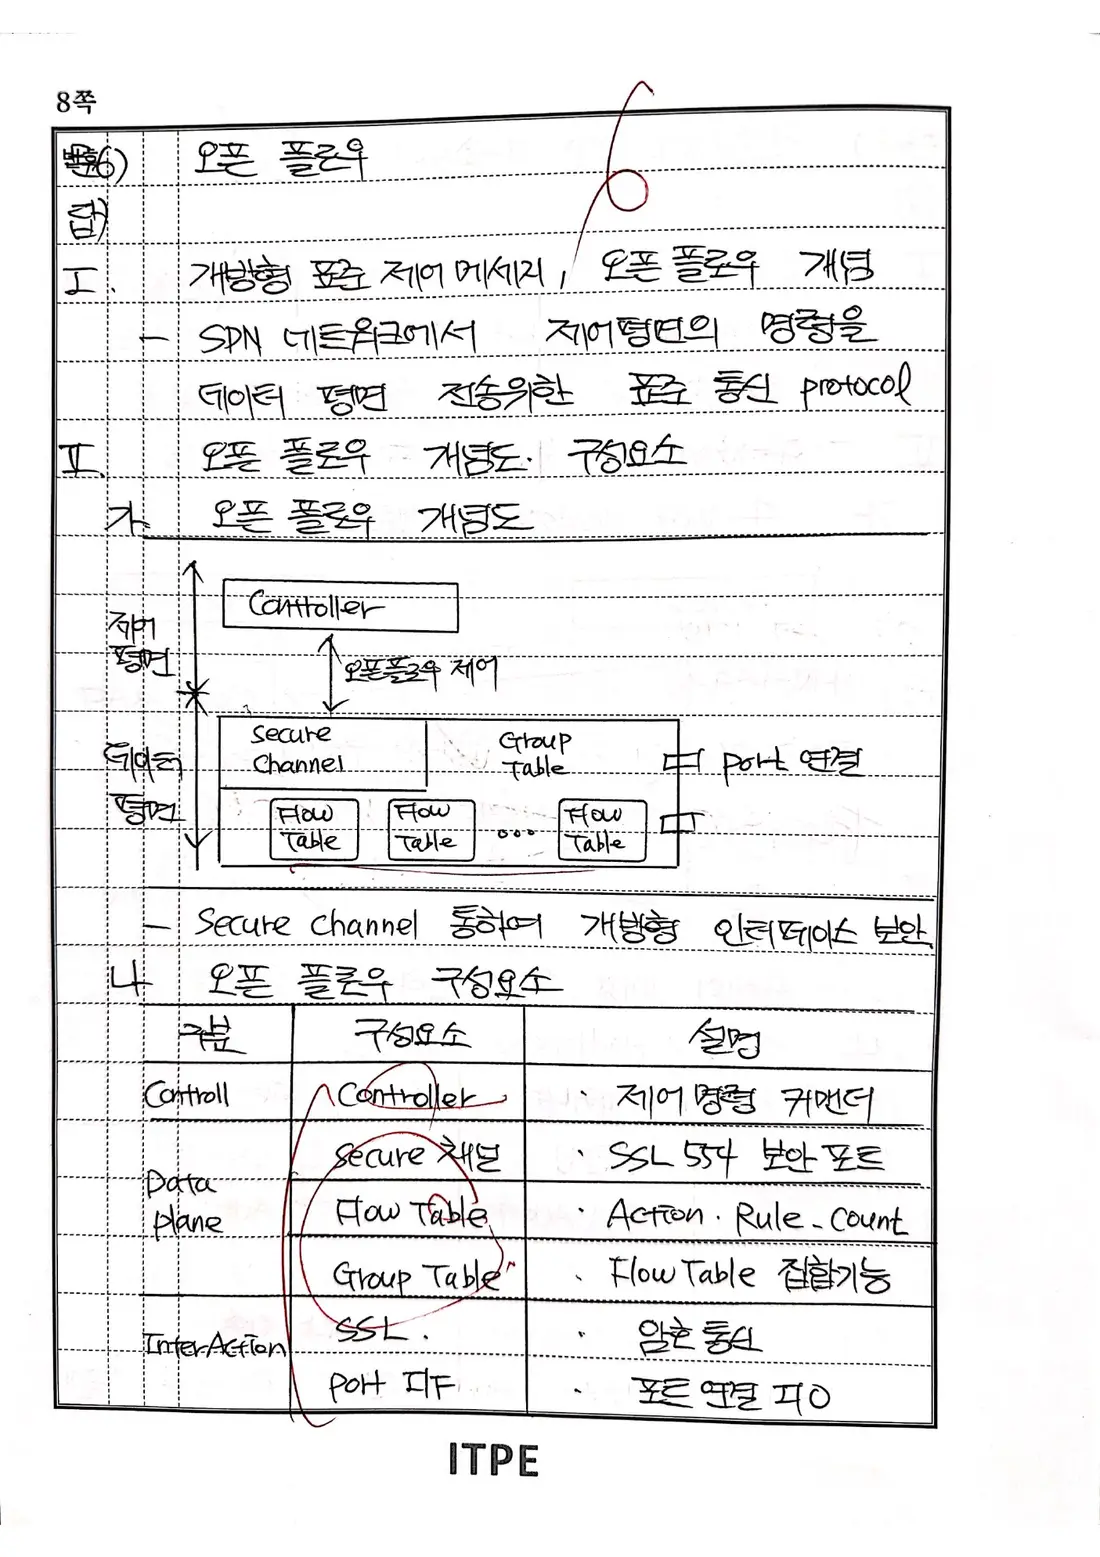 8쪽
6) 오픈 플로우
답)
I. 개방형 표준 제어 메세지, 오픈 플로우 개념
- SDN 네트워크에서 제어평면의 명령을
데이터 평면 전송위한 표준 통신 protocol
II. 오픈 플로우 개념도. 구성요소
가. 오픈 플로우 개념도
Controller
제어
평면
오픈플로우 제어
Secure
Channel
Group
Table
데이터
평면
port 연결
Flow
Table
Flow
Table
...
Flow
Table
- Secure Channel 통하여 개방형 인터페이스 보안
나. 오픈 플로우 구성요소
구분 구성요소 설명
Controll Controller · 제어 명령 커맨더
Data
plane
Secure 채널 · SSL 554 보안 포트
Flow Table · Action. Rule. Count
Group Table · Flow Table 집합기능
InterAction
SSL. · 암호 통신
port I/F · 포트 연결 I/O
6
ITPE